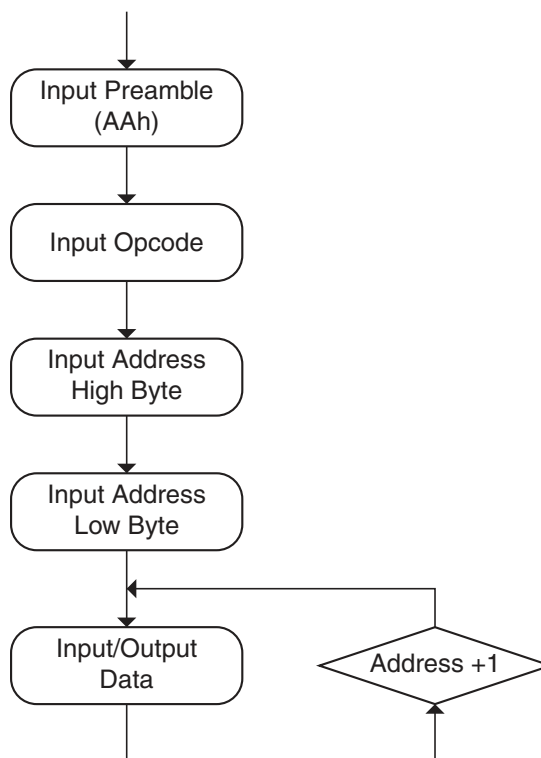 Input Preamble
(AAh)
Input Opcode
Input Address
High Byte
Input Address
Low Byte
Input/Output
Data
Address +1